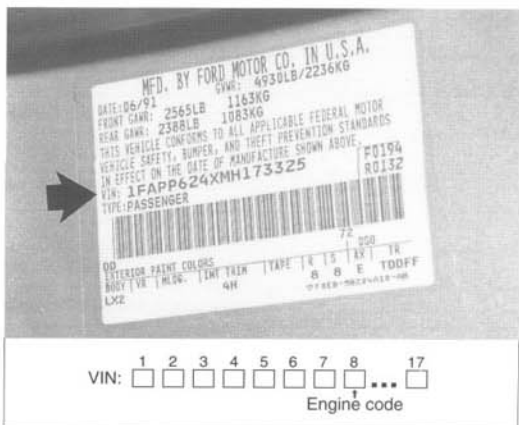 MFD. BY FORD MOTOR CO. IN U.S.A.
DATE:06/91 GVWR: 4930LB/2236KG
FRONT GAWR: 2565LB 1163KG
REAR GAWR: 2388LB 1083KG
THIS VEHICLE CONFORMS TO ALL APPLICABLE FEDERAL MOTOR
VEHICLE SAFETY, BUMPER, AND THEFT PREVENTION STANDARDS
IN EFFECT ON THE DATE OF MANUFACTURE SHOWN ABOVE.
VIN: 1FAPP624XMH173325 F0194
TYPE:PASSENGER R0132
DD 72
EXTERIOR PAINT COLORS DSO
BODY | VR | MLDG. | INT TRIM | TAPE | R | S | AX | TR
LX2 4H 8 8 E TDDFF
VIN: 1 2 3 4 5 6 7 8 ... 17
Engine code